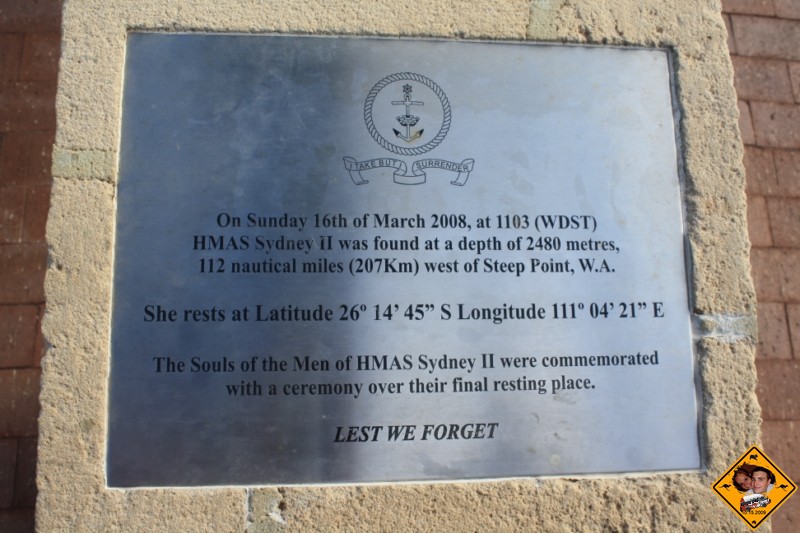 I TAKE BUT SURRENDER
On Sunday 16th of March 2008, at 1103 (WDST)
HMAS Sydney II was found at a depth of 2480 metres,
112 nautical miles (207Km) west of Steep Point, W.A.
She rests at Latitude 26º 14’ 45” S Longitude 111º 04’ 21” E
The Souls of the Men of HMAS Sydney II were commemorated
with a ceremony over their final resting place.
LEST WE FORGET